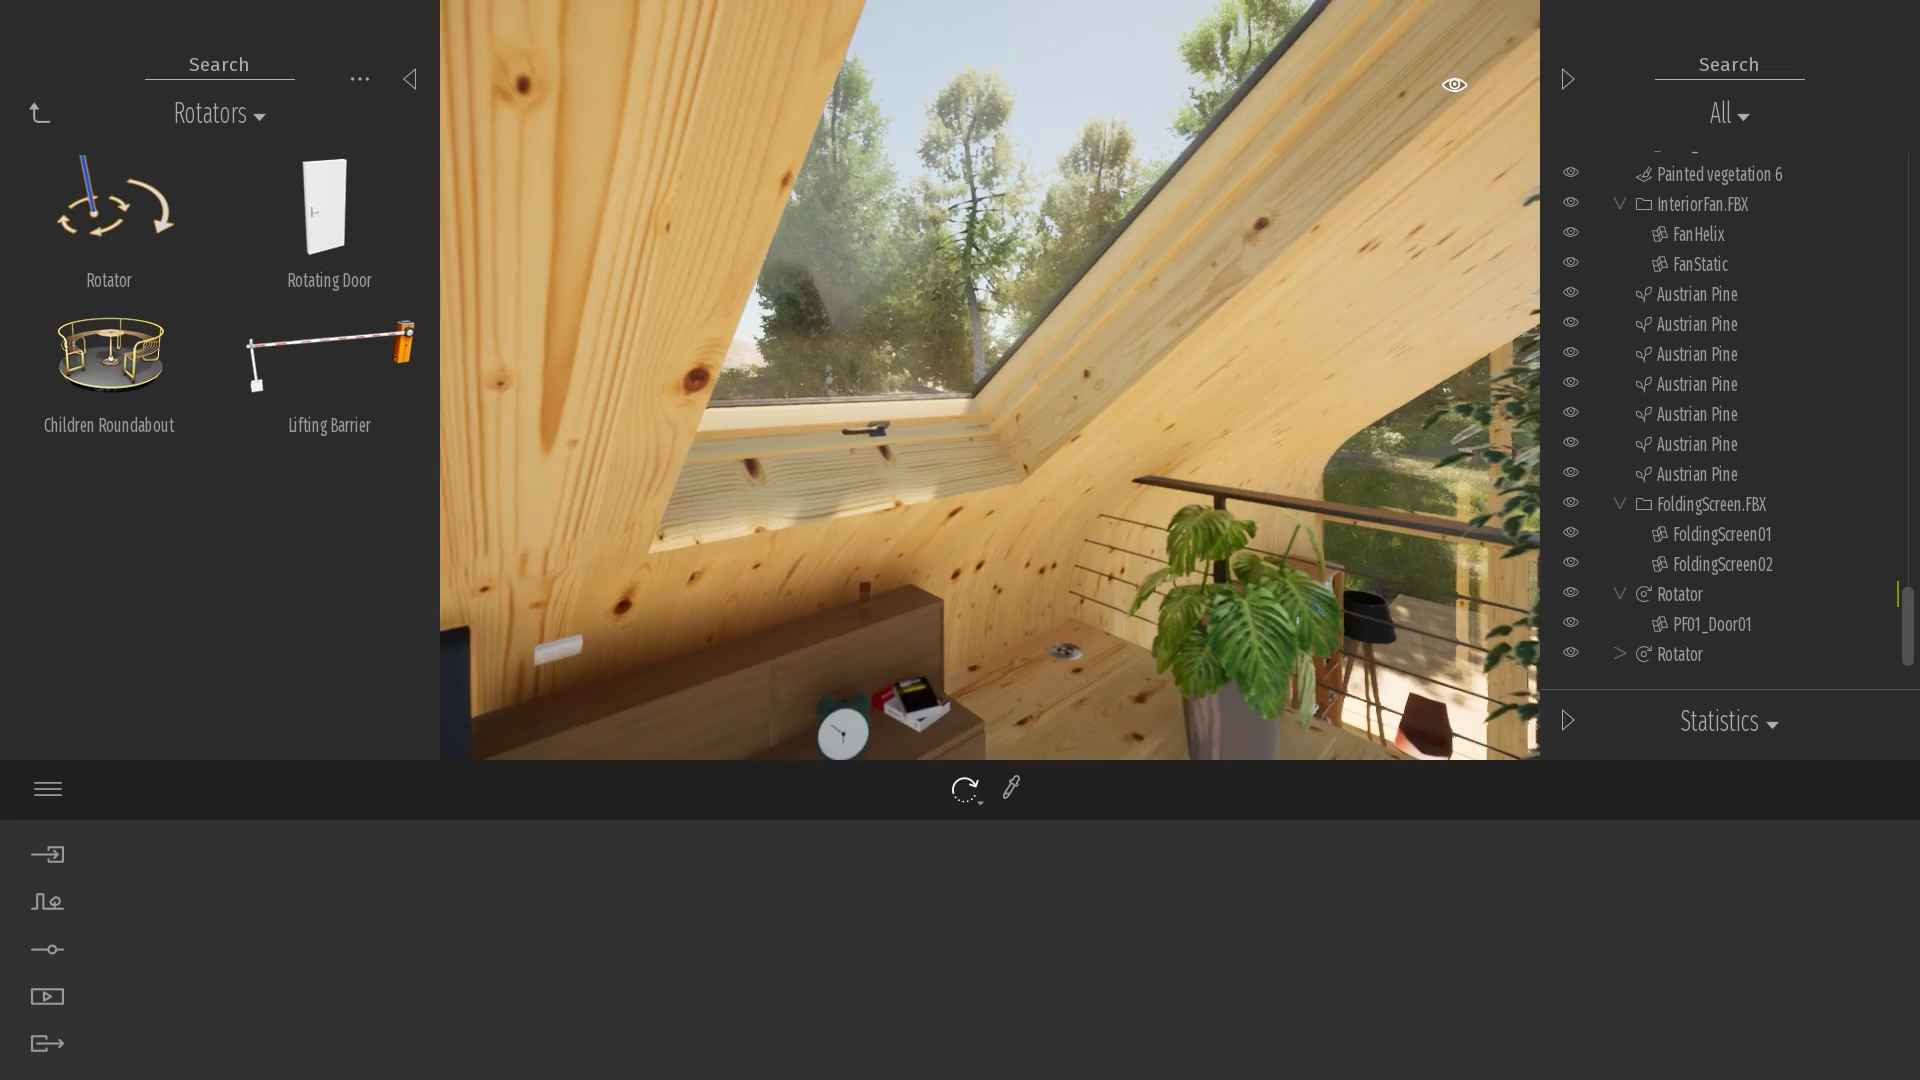 Search
Rotators
Rotator
Rotating Door
Children Roundabout
Lifting Barrier
Search
All
Painted vegetation 6
InteriorFan.FBX
FanHelix
FanStatic
Austrian Pine
Austrian Pine
Austrian Pine
Austrian Pine
Austrian Pine
Austrian Pine
Austrian Pine
FoldingScreen.FBX
FoldingScreen01
FoldingScreen02
Rotator
PF01_Door01
Rotator
Statistics